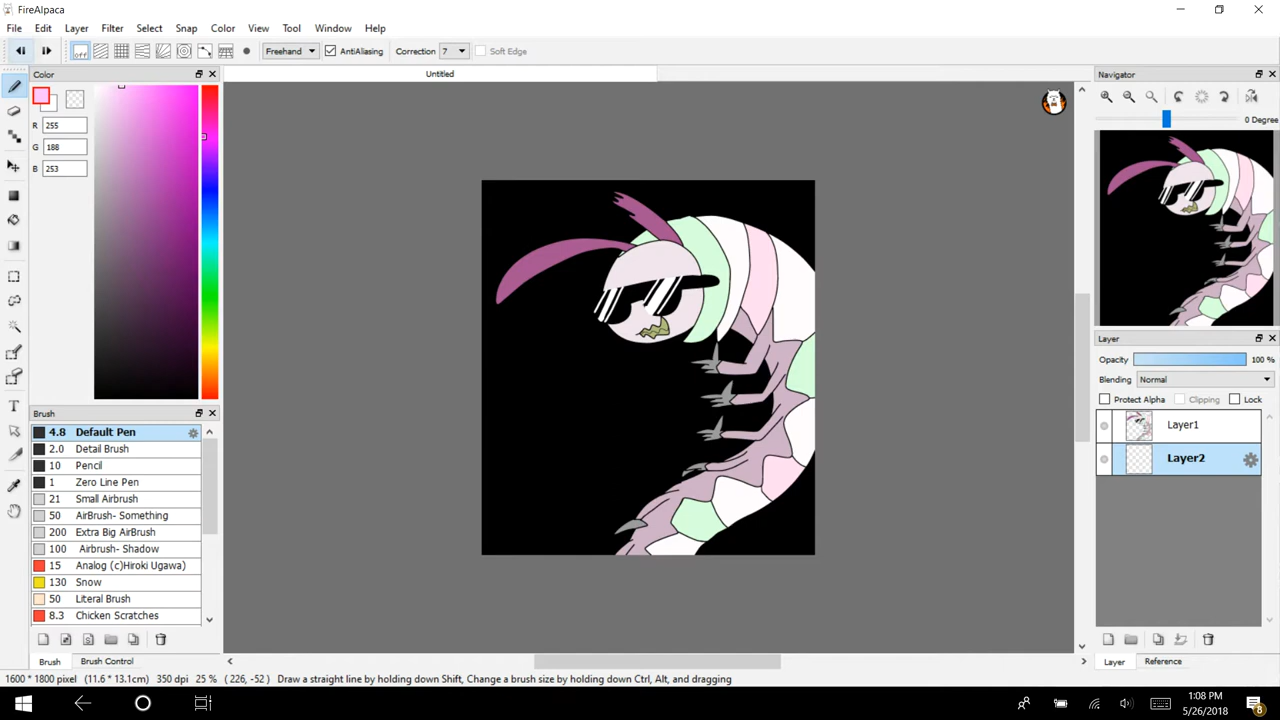 FireAlpaca
File Edit Layer Filter Select Snap Color View Tool Window Help
off Freehand AntiAliasing Correction 7 Soft Edge
Color
Untitled
Navigator
R 255
G 188
B 253
0 Degree
Layer
Opacity 100 %
Blending Normal
Protect Alpha Clipping Lock
Layer1
Layer2
Brush
4.8 Default Pen
2.0 Detail Brush
10 Pencil
1 Zero Line Pen
21 Small Airbrush
50 AirBrush- Something
200 Extra Big AirBrush
100 Airbrush- Shadow
15 Analog (c)Hiroki Ugawa)
130 Snow
50 Literal Brush
8.3 Chicken Scratches
Brush Brush Control
Layer Reference
1600 * 1800 pixel (11.6 * 13.1cm) 350 dpi 25 % ( 226, -52 ) Draw a straight line by holding down Shift, Change a brush size by holding down Ctrl, Alt, and dragging
1:08 PM
5/26/2018
8